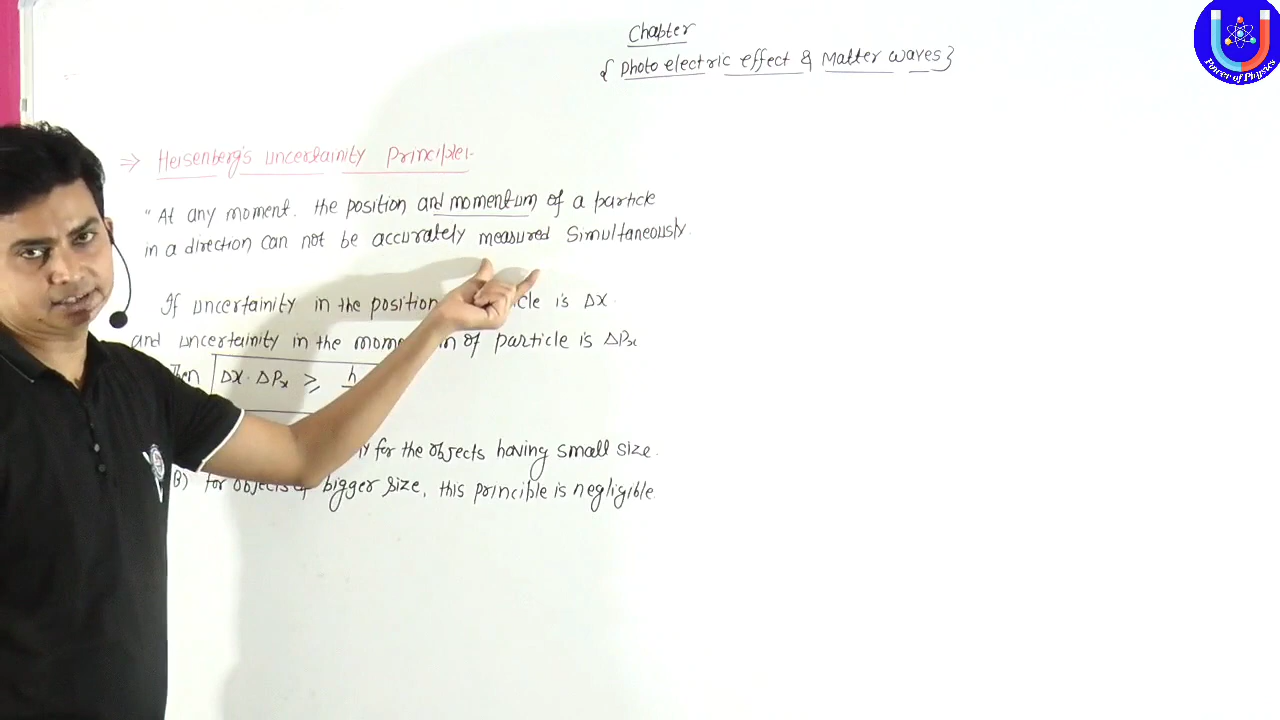 Chapter
{ Photo electric effect & Matter waves }
Power of Physics
⇒ Heisenberg's uncertainity Principle:-
"At any moment. the position and momentum of a particle
in a direction can not be accurately measured Simultaneously.
If uncertainity in the position is Δx.
and uncertainity in the of particle is ΔPx
Then Δx·ΔPx ≥ h
for the objects having small size.
B) for objects of bigger size, this principle is negligible